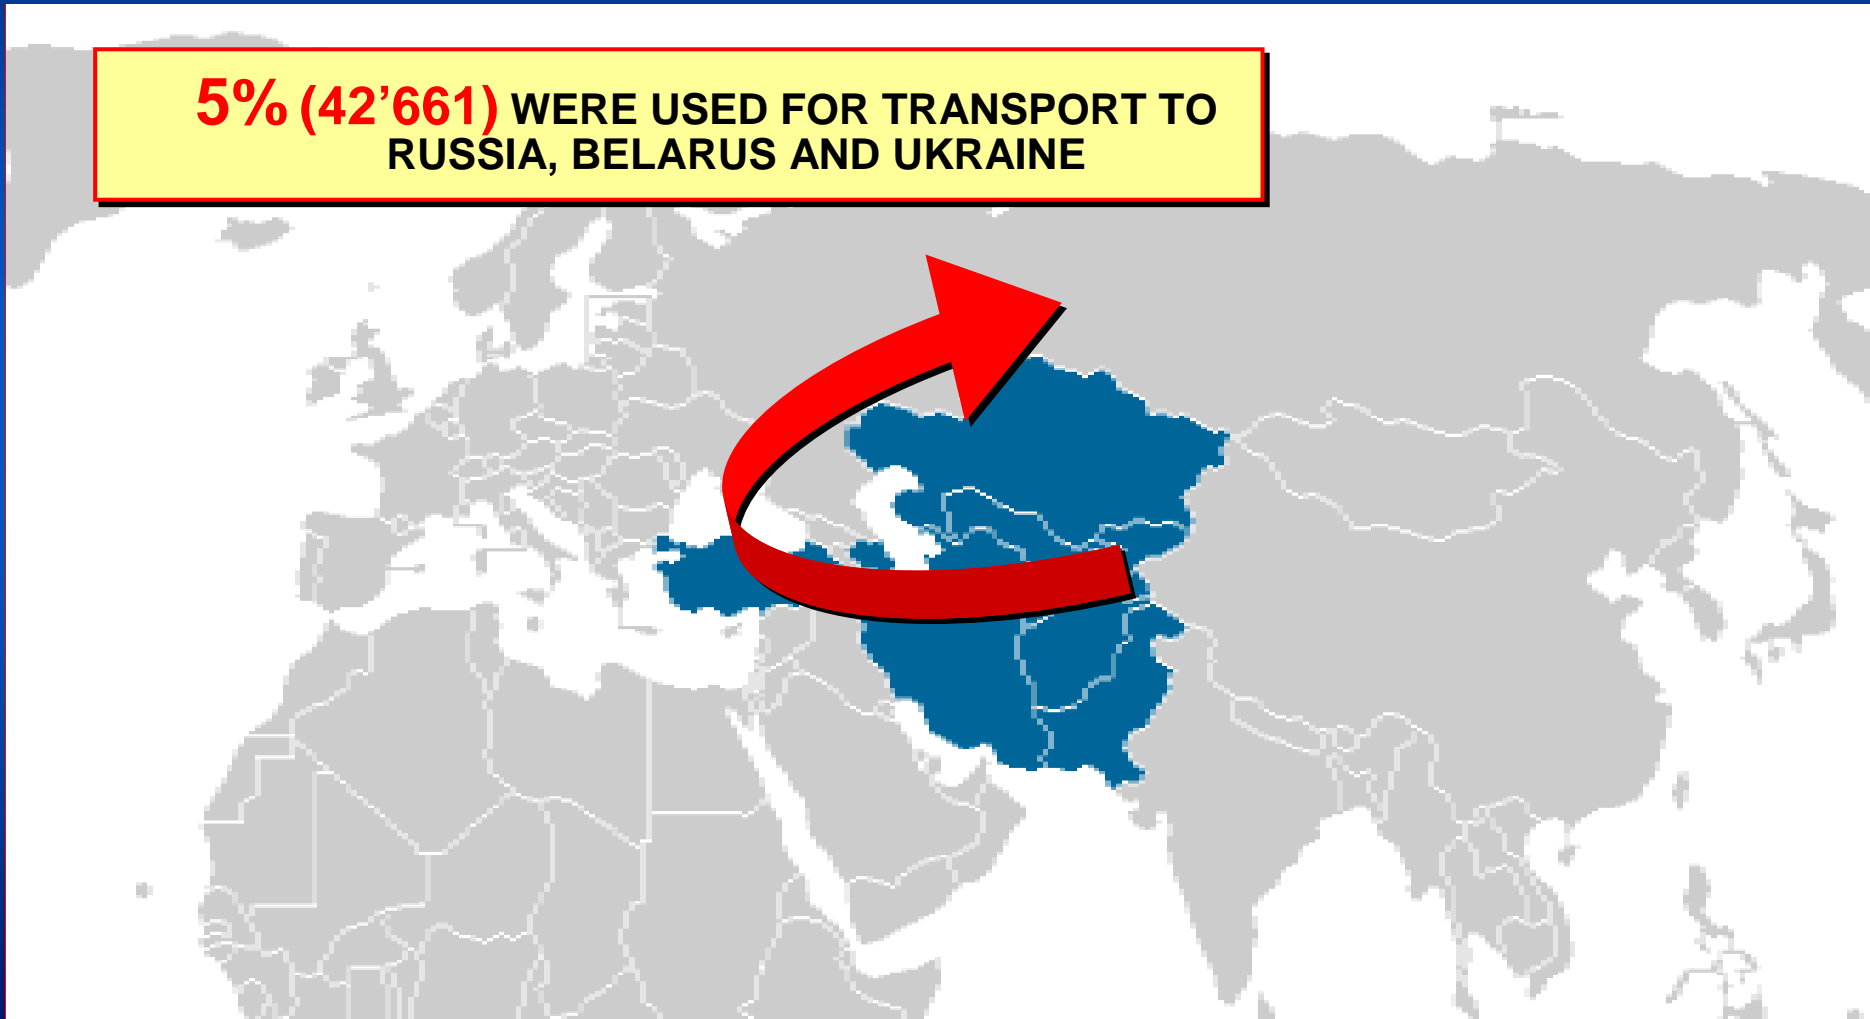 5% (42’661) WERE USED FOR TRANSPORT TO
RUSSIA, BELARUS AND UKRAINE